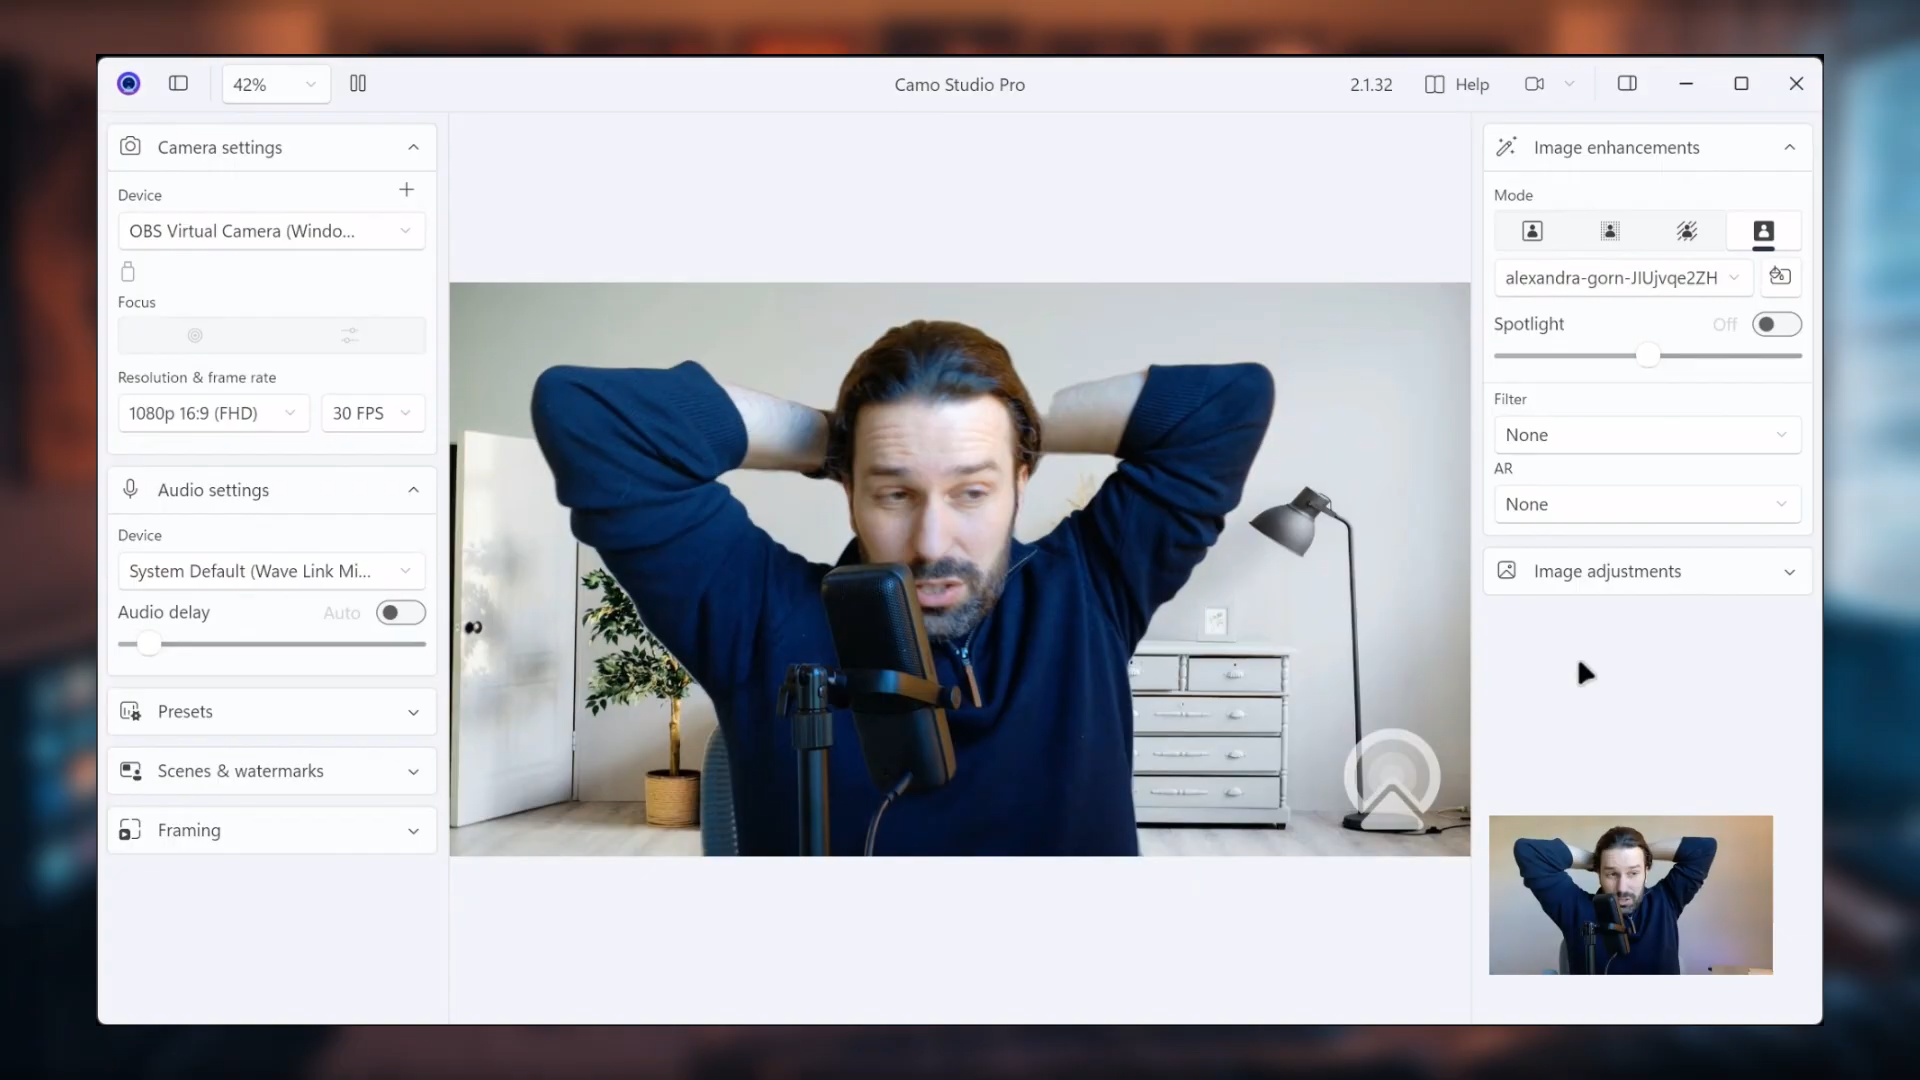 42%
Camo Studio Pro
2.1.32
Help
Camera settings
Device
OBS Virtual Camera (Windo...
Focus
Resolution & frame rate
1080p 16:9 (FHD)
30 FPS
Audio settings
Device
System Default (Wave Link Mi...
Audio delay
Auto
Presets
Scenes & watermarks
Framing
Image enhancements
Mode
alexandra-gorn-JIUjvqe2ZH
Spotlight
Off
Filter
None
AR
None
Image adjustments